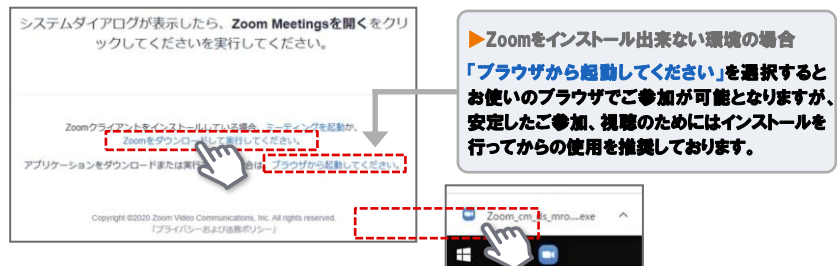 システムダイアログが表示したら、Zoom Meetingsを開くをクリ
ックしてくださいを実行してください。
Zoomクライアントをインストールしている場合、ミーティングを起動か、
Zoomをダウンロードして実行してください。
アプリケーションをダウンロードまたは実行 合は、ブラウザから起動してください。
Copyright ©2020 Zoom Video Communications, Inc. All rights reserved.
「プライバシーおよび法務ポリシー」
▶Zoomをインストール出来ない環境の場合
「ブラウザから起動してください」を選択すると
お使いのブラウザでご参加が可能となりますが、
安定したご参加、視聴のためにはインストールを
行ってからの使用を推奨しております。
Zoom_cm_ds_mro....exe